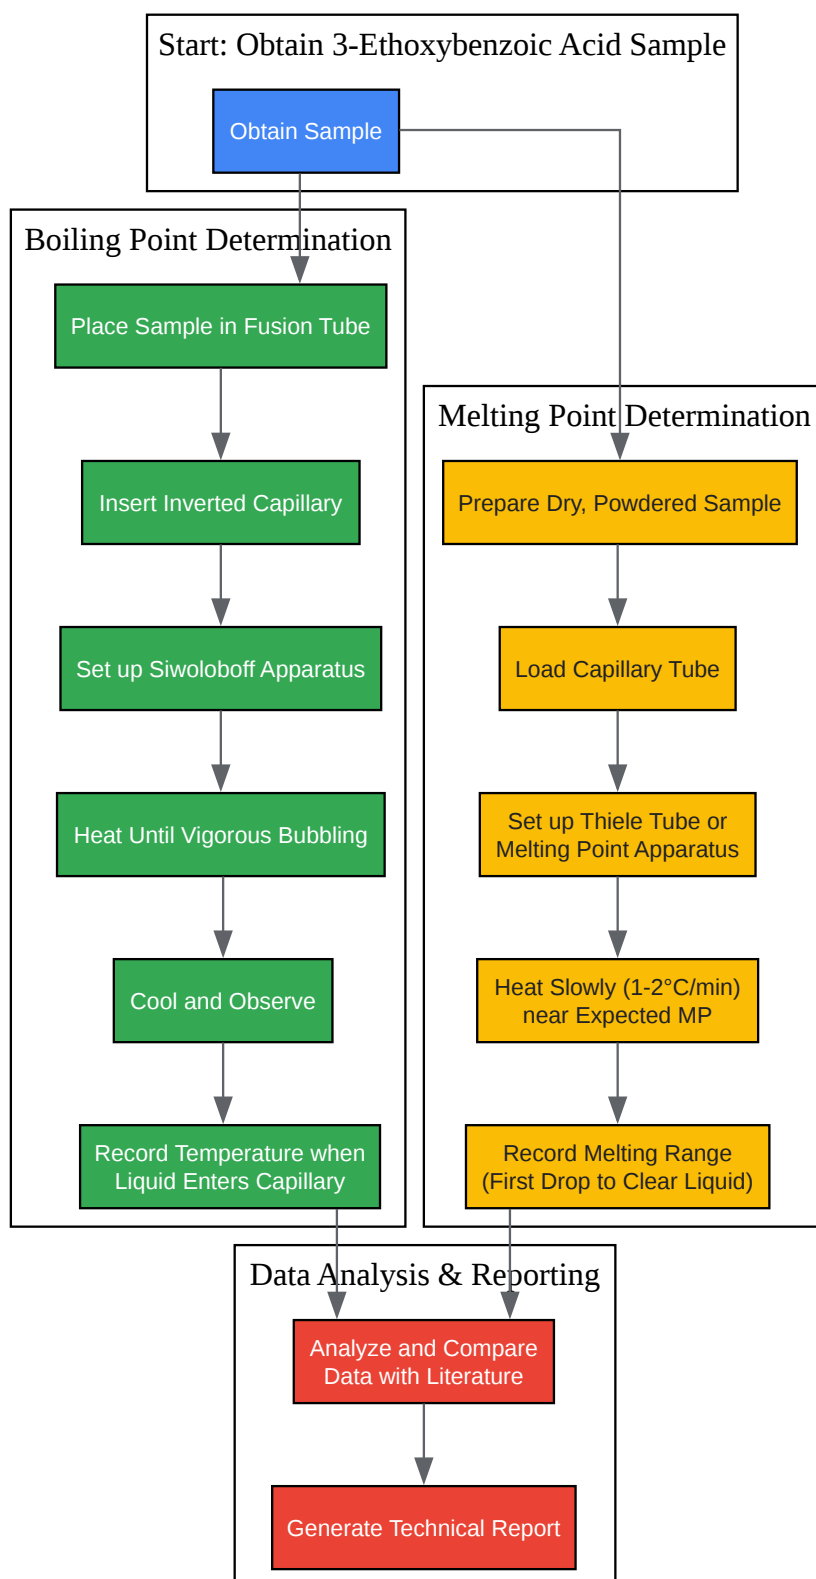 Start: Obtain 3-Ethoxybenzoic Acid Sample
Obtain Sample
Boiling Point Determination
Place Sample in Fusion Tube
Insert Inverted Capillary
Set up Siwoloboff Apparatus
Heat Until Vigorous Bubbling
Cool and Observe
Record Temperature when
Liquid Enters Capillary
Melting Point Determination
Prepare Dry, Powdered Sample
Load Capillary Tube
Set up Thiele Tube or
Melting Point Apparatus
Heat Slowly (1-2°C/min)
near Expected MP
Record Melting Range
(First Drop to Clear Liquid)
Data Analysis & Reporting
Analyze and Compare
Data with Literature
Generate Technical Report